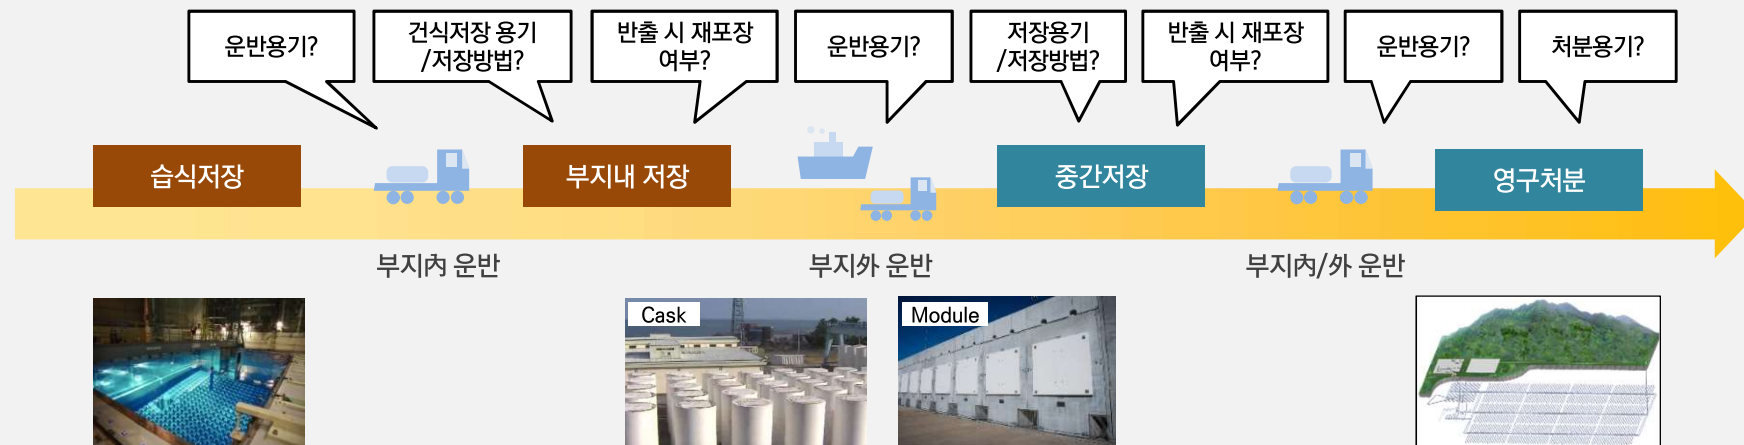 운반용기?
건식저장 용기
/저장방법?
반출 시 재포장
여부?
운반용기?
저장용기
/저장방법?
반출 시 재포장
여부?
운반용기?
처분용기?
습식저장
부지내 저장
중간저장
영구처분
부지內 운반
부지外 운반
부지內/外 운반
Cask
Module